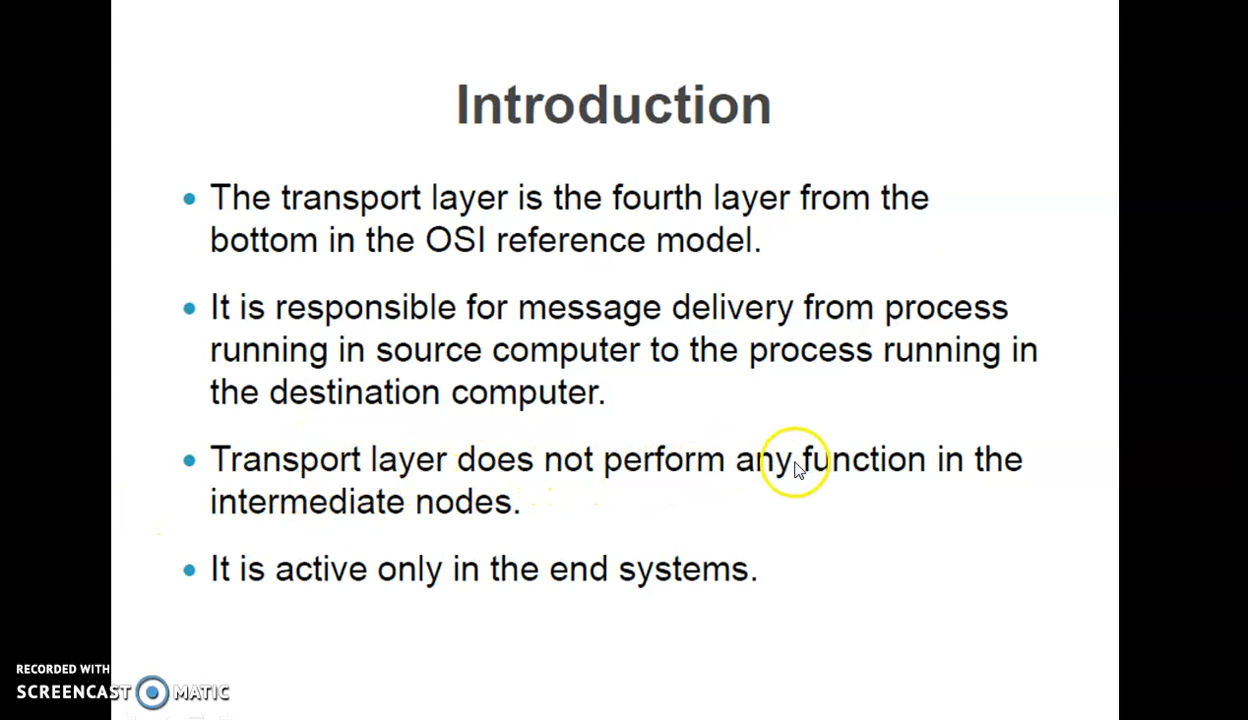 Introduction
• The transport layer is the fourth layer from the
bottom in the OSI reference model.
• It is responsible for message delivery from process
running in source computer to the process running in
the destination computer.
• Transport layer does not perform any function in the
intermediate nodes.
• It is active only in the end systems.
RECORDED WITH
SCREENCAST MATIC